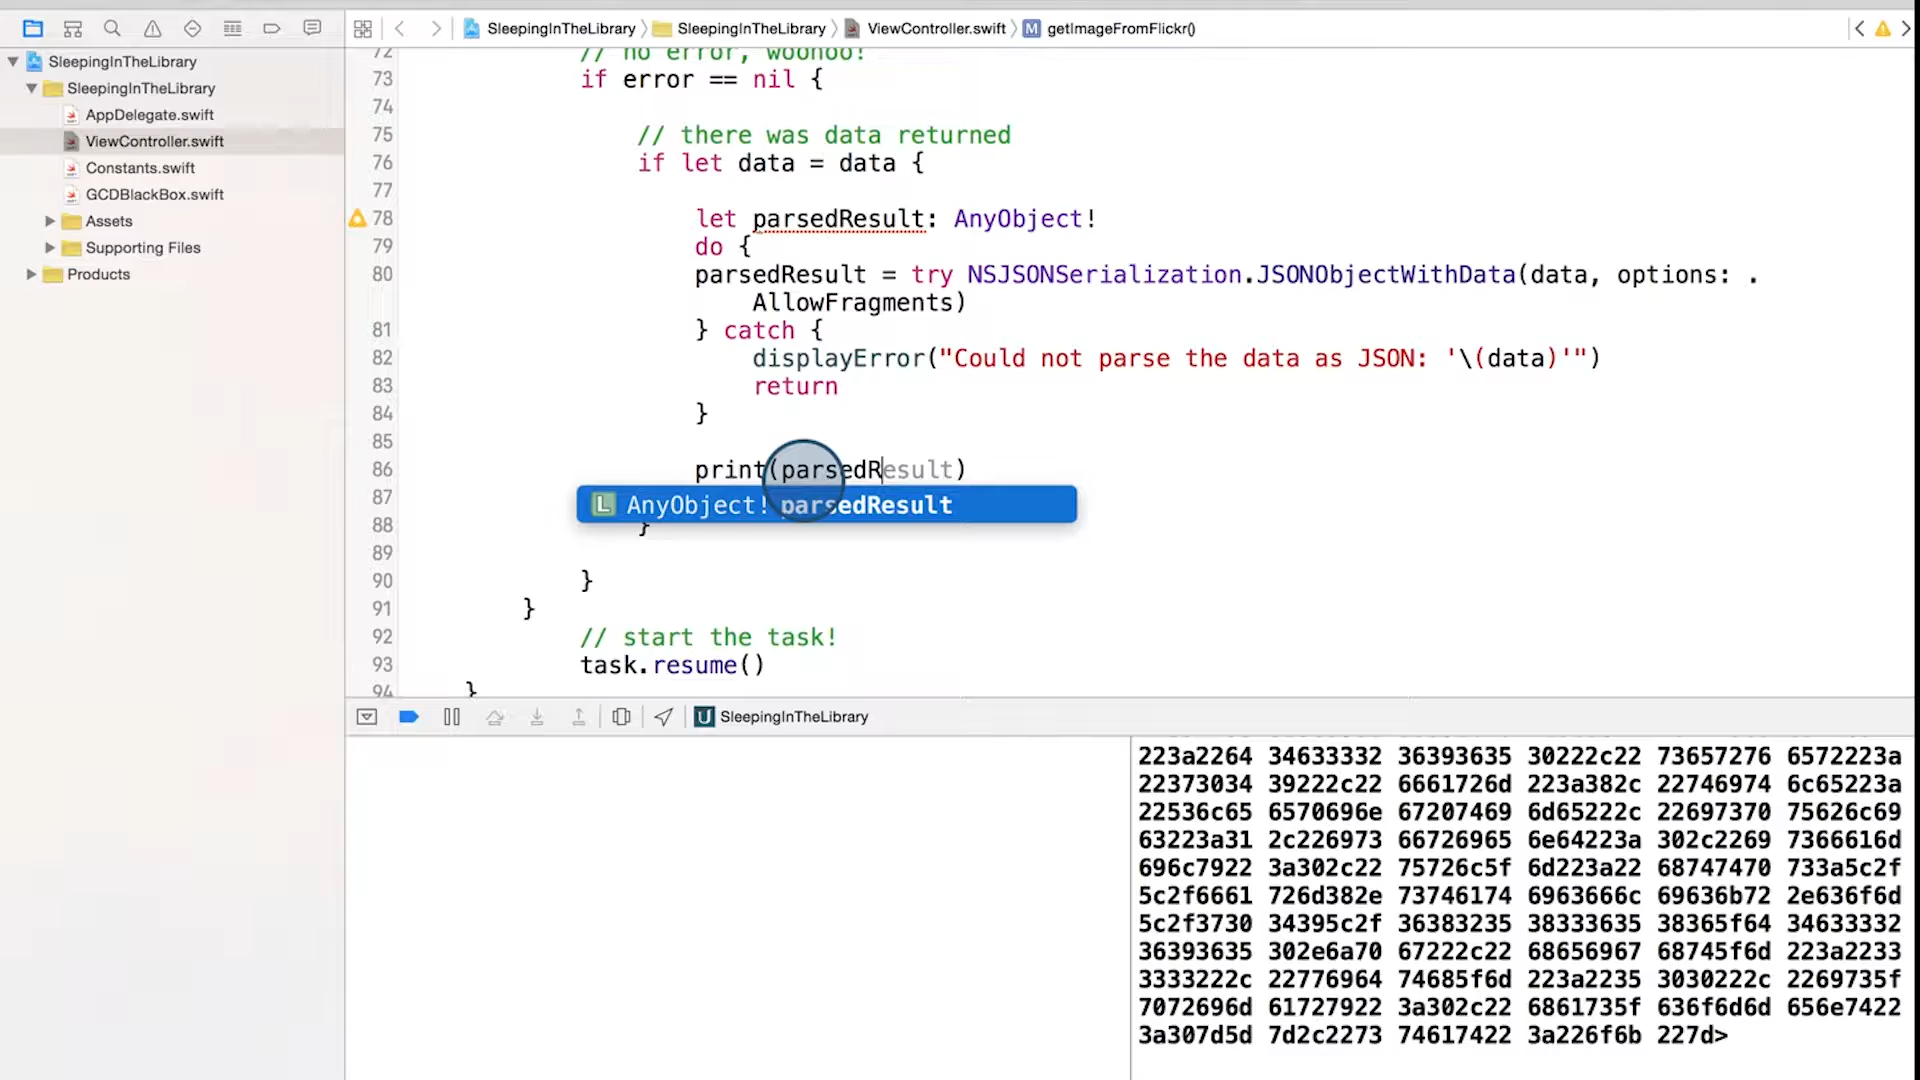 SleepingInTheLibrary
SleepingInTheLibrary
ViewController.swift
M getImageFromFlickr()
SleepingInTheLibrary
SleepingInTheLibrary
AppDelegate.swift
ViewController.swift
Constants.swift
GCDBlackBox.swift
Assets
Supporting Files
Products
72 // no error, woohoo!
73 if error == nil {
74
75 // there was data returned
76 if let data = data {
77
78 let parsedResult: AnyObject!
79 do {
80 parsedResult = try NSJSONSerialization.JSONObjectWithData(data, options: .
AllowFragments)
81 } catch {
82 displayError("Could not parse the data as JSON: '\(data)'")
83 return
84 }
85
86 print(parsedResult)
87
L AnyObject! parsedResult
88 }
89
90 }
91 }
92 // start the task!
93 task.resume()
94 }
U SleepingInTheLibrary
223a2264 34633332 36393635 30222c22 73657276 6572223a
22373034 39222c22 6661726d 223a382c 22746974 6c65223a
22536c65 6570696e 67207469 6d65222c 22697370 75626c69
63223a31 2c226973 66726965 6e64223a 302c2269 7366616d
696c7922 3a302c22 75726c5f 6d223a22 68747470 733a5c2f
5c2f6661 726d382e 73746174 6963666c 69636b72 2e636f6d
5c2f3730 34395c2f 36383235 38333635 38365f64 34633332
36393635 302e6a70 67222c22 68656967 68745f6d 223a2233
3333222c 22776964 74685f6d 223a2235 3030222c 2269735f
7072696d 61727922 3a302c22 6861735f 636f6d6d 656e7422
3a307d5d 7d2c2273 74617422 3a226f6b 227d>